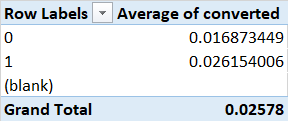 Row Labels Average of converted
0 0.016873449
1 0.026154006
(blank)
Grand Total 0.02578